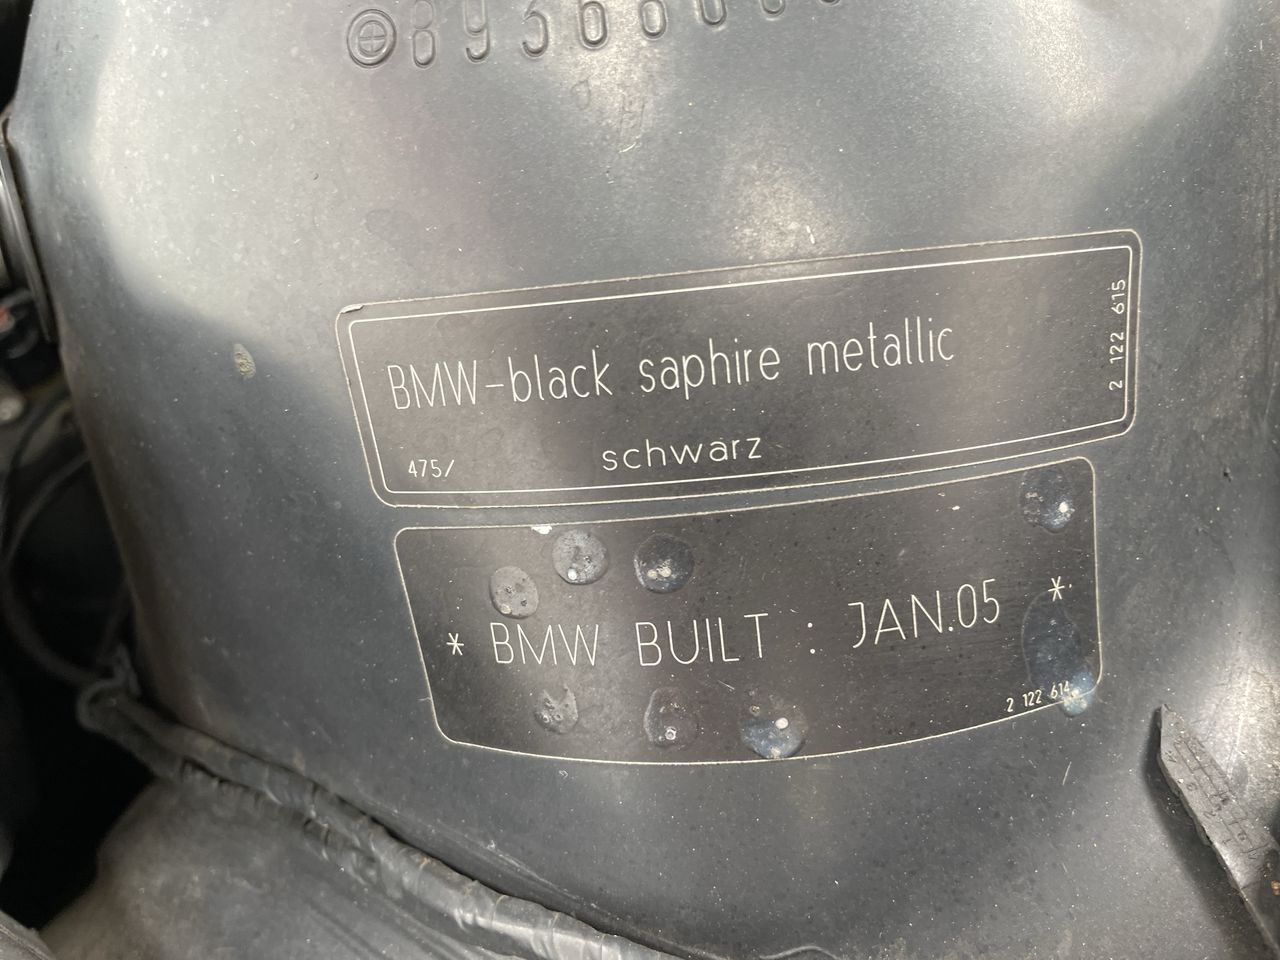 BMW-black saphire metallic
475/ schwarz
2 122 615
* BMW BUILT : JAN.05 *
2 122 614